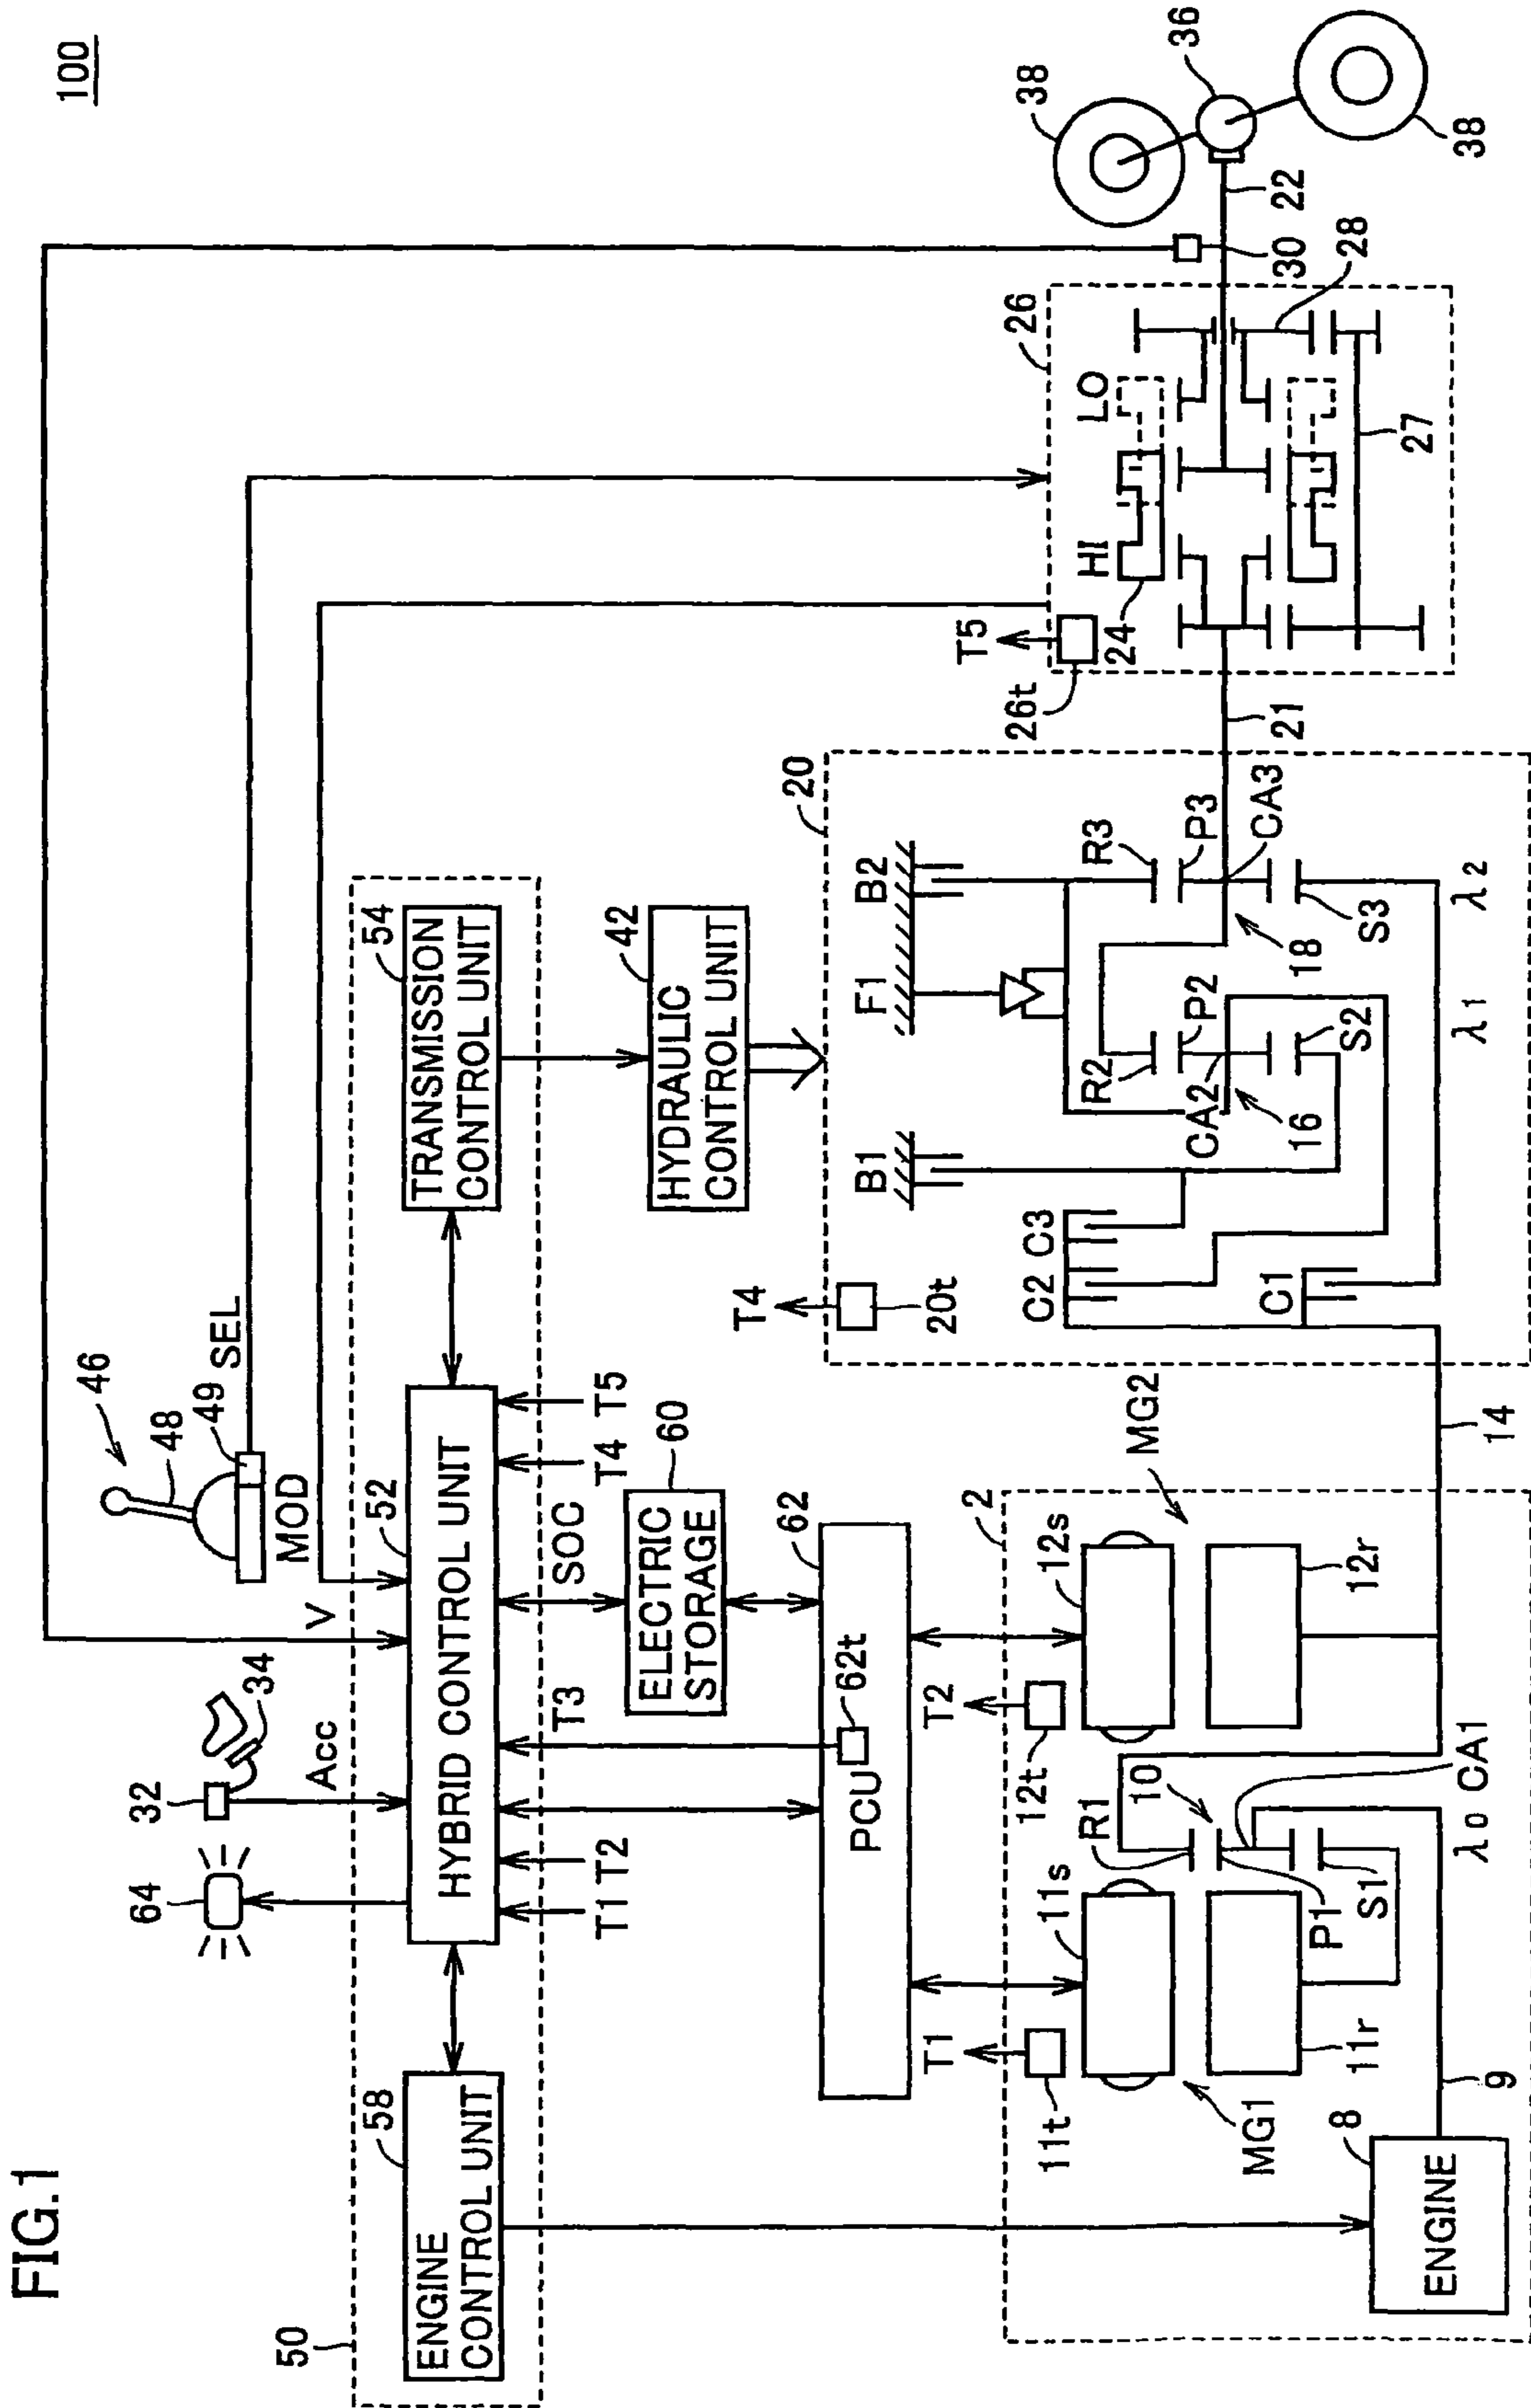 FIG.1
100
50
58
ENGINE
CONTROL UNIT
64
32
34
Acc
V
MOD
46
48
49
SEL
52
HYBRID CONTROL UNIT
54
TRANSMISSION
CONTROL UNIT
T1
T2
T3
SOC
T4
T5
60
ELECTRIC
STORAGE
62
PCU
62t
42
HYDRAULIC
CONTROL UNIT
2
T1
11t
11s
MG1
11r
T2
12t
12s
MG2
12r
R1
10
CA1
P1
S1
λ0
8
ENGINE
9
14
20
T4
20t
C2
C3
C1
B1
F1
B2
R2
P2
CA2
16
S2
λ1
R3
P3
CA3
18
S3
λ2
21
T5
26t
26
24
HI
LO
27
28
30
22
36
38
38